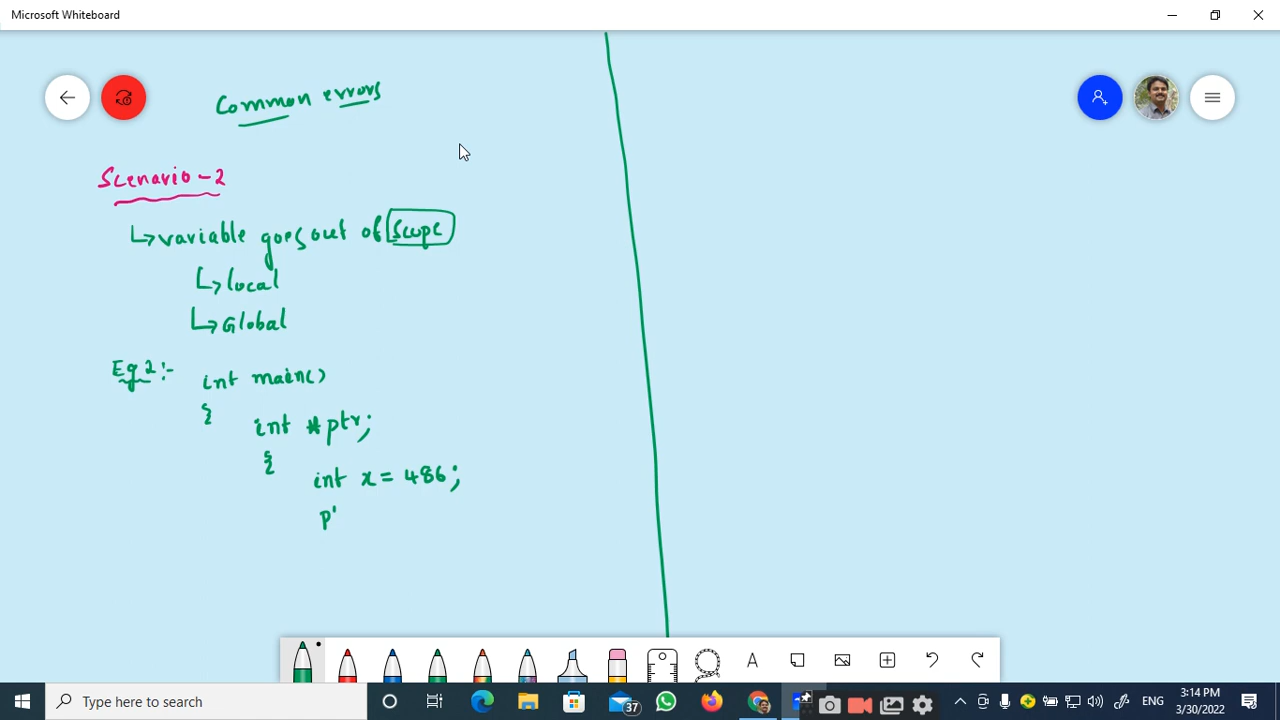 Microsoft Whiteboard
Common errors
Scenario-2
↳variable goes out of scope
↳local
↳Global
Eg 2:-
int main()
{
int *ptr;
{
int x = 486;
p'
A
Type here to search
37
ENG
3:14 PM
3/30/2022